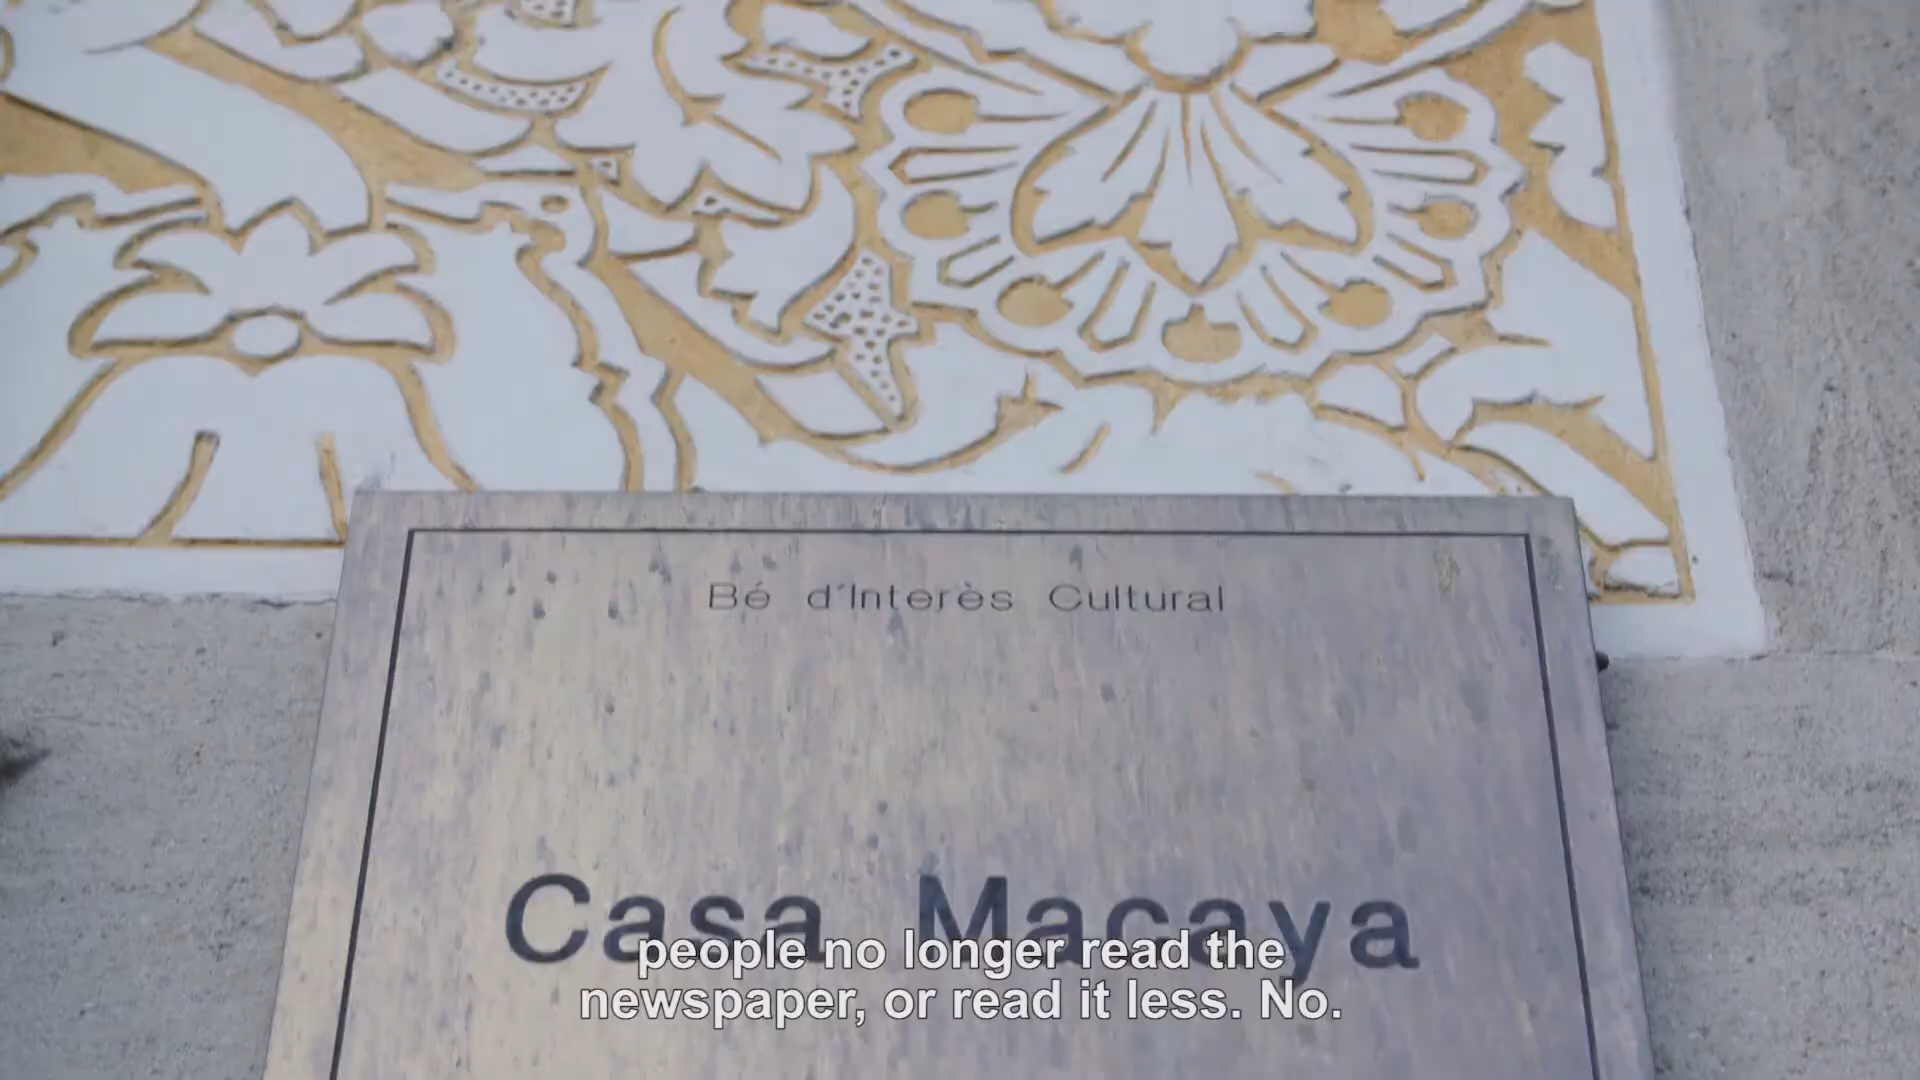 Bé d'Interès Cultural
Casa Macaya
people no longer read the
newspaper, or read it less. No.